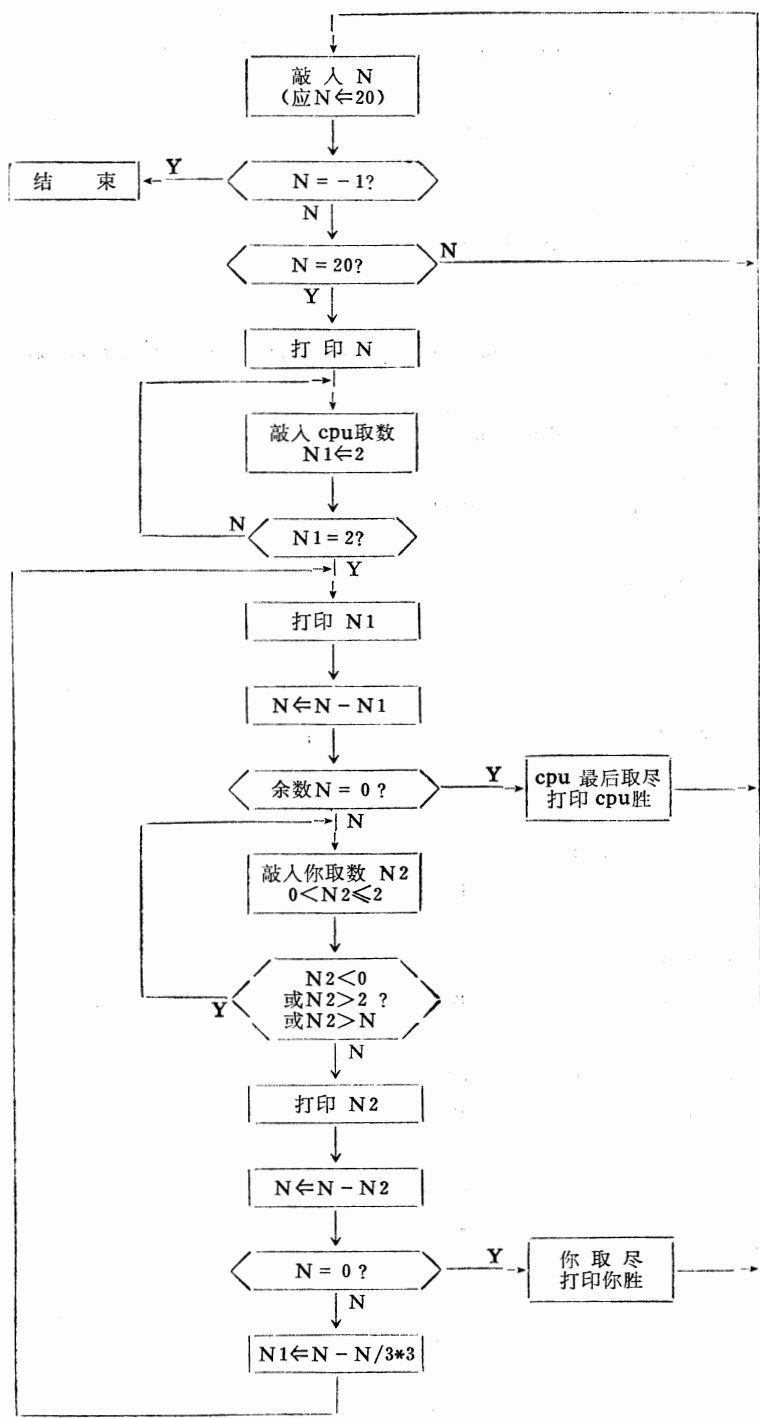 敲 入 N
(应N⇐20)
Y
结 束
N = -1?
N
N = 20?
N
Y
打 印 N
敲入 cpu取数
N1⇐2
N
N1 = 2?
Y
打印 N1
N⇐N - N1
余数N = 0 ?
Y
cpu 最后取尽
打印 cpu胜
N
敲入你取数 N2
0<N2≤2
N2<0
或N2>2 ?
或N2>N
Y
N
打印 N2
N⇐N - N2
N = 0 ?
Y
你 取 尽
打印你胜
N
N1⇐N - N/3*3